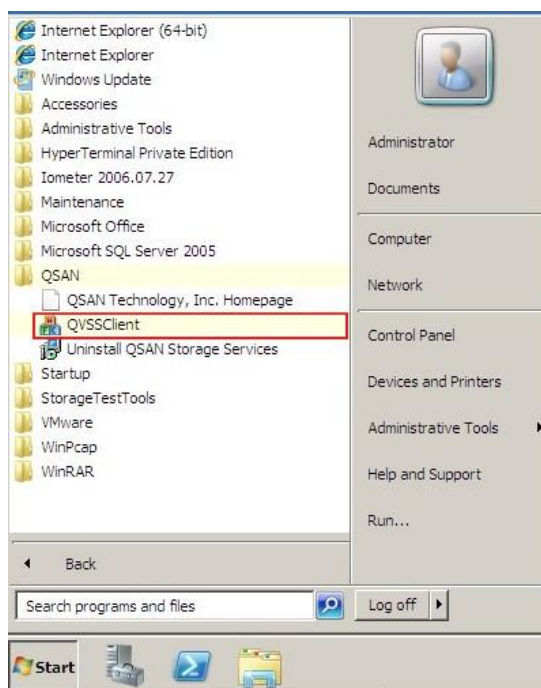 Internet Explorer (64-bit)
Internet Explorer
Windows Update
Accessories
Administrative Tools
HyperTerminal Private Edition
Iometer 2006.07.27
Maintenance
Microsoft Office
Microsoft SQL Server 2005
QSAN
QSAN Technology, Inc. Homepage
QVSSClient
Uninstall QSAN Storage Services
Startup
StorageTestTools
VMware
WinPcap
WinRAR
Back
Search programs and files
Administrator
Documents
Computer
Network
Control Panel
Devices and Printers
Administrative Tools
Help and Support
Run...
Log off
Start